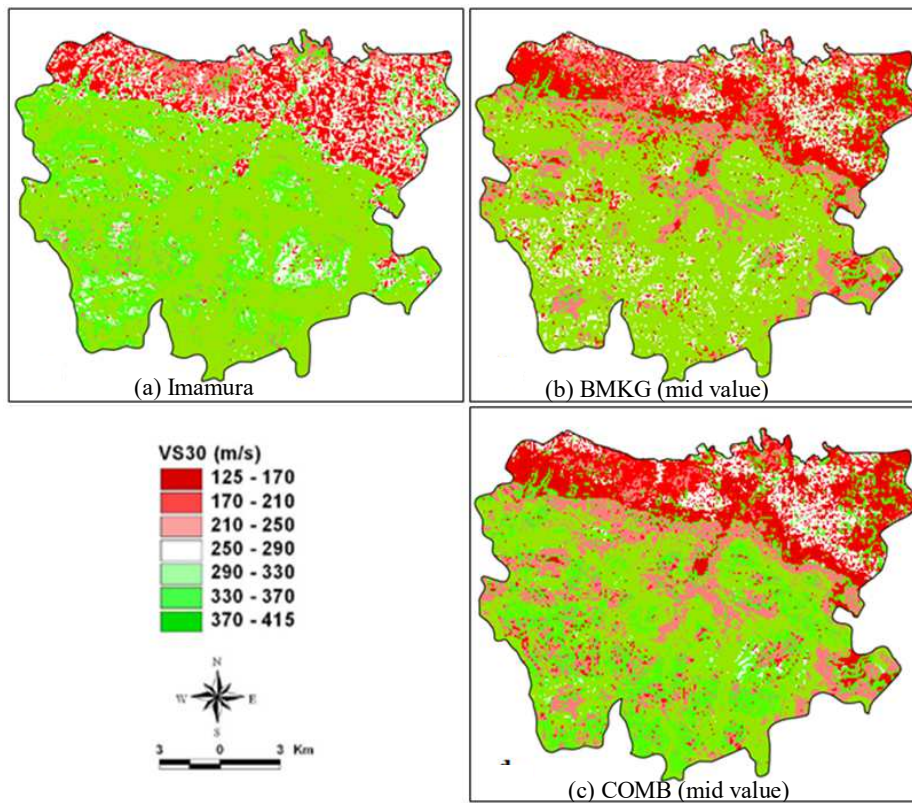 (a) Imamura
(b) BMKG (mid value)
VS30 (m/s)
125 - 170
170 - 210
210 - 250
250 - 290
290 - 330
330 - 370
370 - 415
N
W E
S
3 0 3 Km
(c) COMB (mid value)